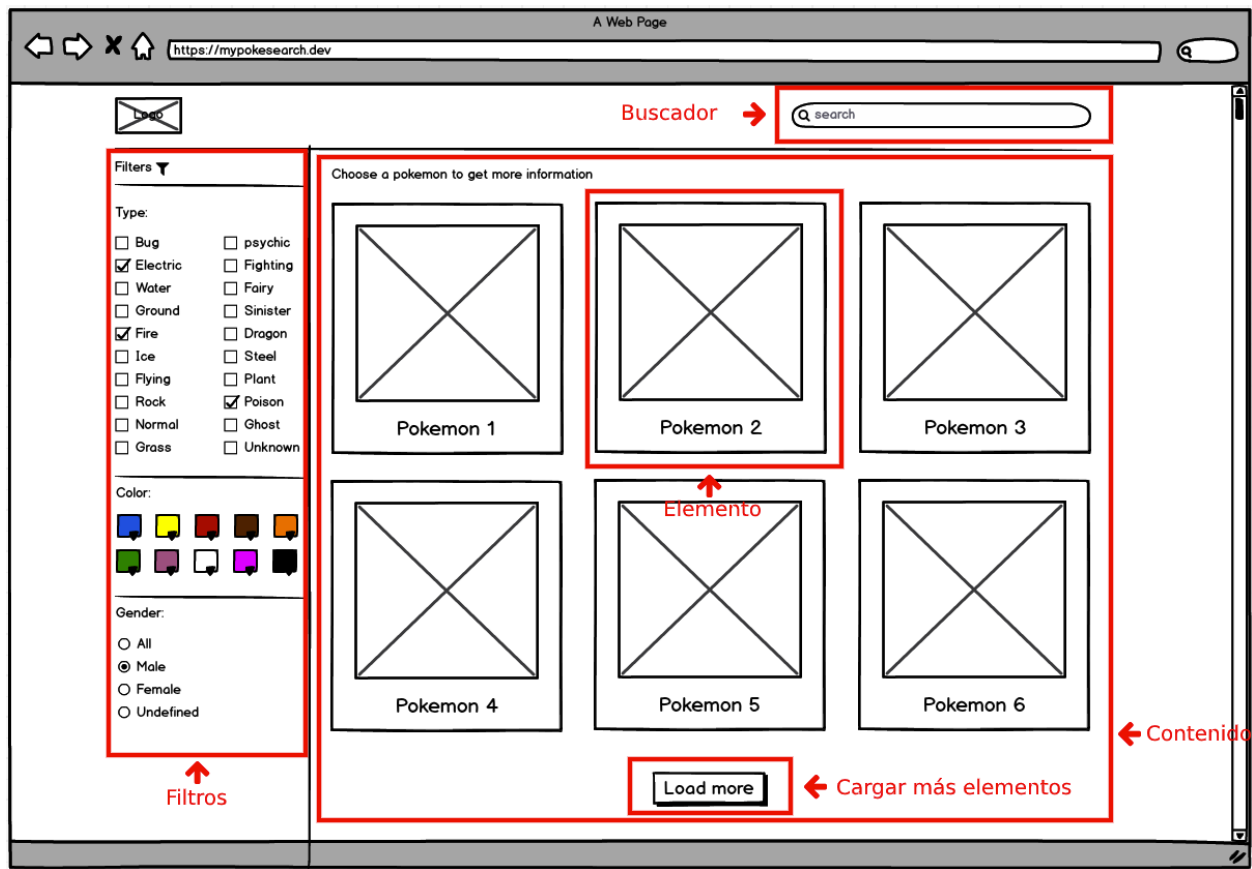 A Web Page
https://mypokesearch.dev
Logo
Buscador
search
Filters
Type:
Bug
psychic
Electric
Fighting
Water
Fairy
Ground
Sinister
Fire
Dragon
Ice
Steel
Flying
Plant
Rock
Poison
Normal
Ghost
Grass
Unknown
Color:
Gender:
All
Male
Female
Undefined
Filtros
Choose a pokemon to get more information
Pokemon 1
Pokemon 2
Pokemon 3
Elemento
Pokemon 4
Pokemon 5
Pokemon 6
Contenido
Load more
Cargar más elementos